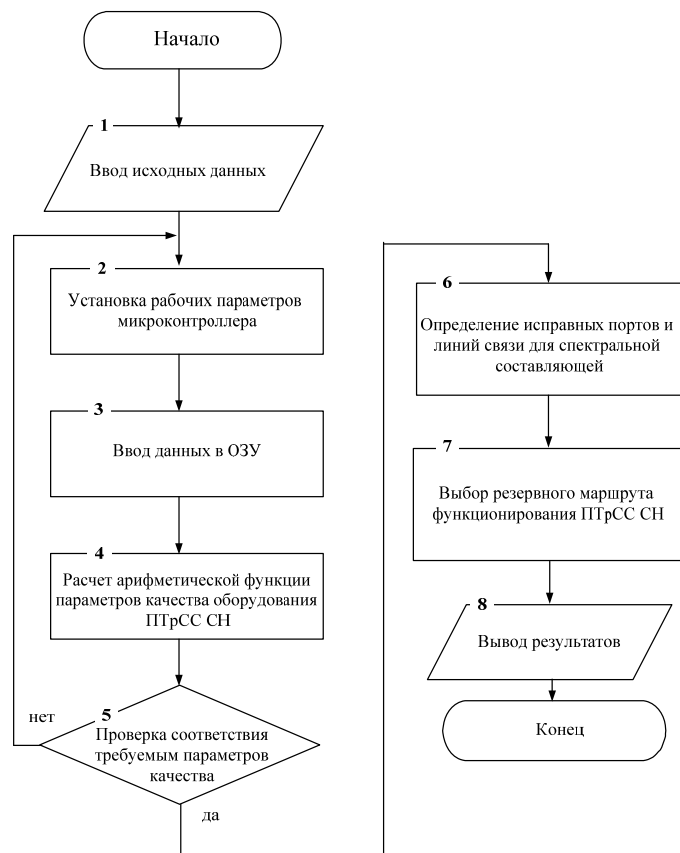 Начало
1
Ввод исходных данных
2
Установка рабочих параметров
микроконтроллера
3
Ввод данных в ОЗУ
4
Расчет арифметической функции
параметров качества оборудования
ПТрСС СН
5
нет
Проверка соответствия
требуемым параметров
качества
да
6
Определение исправных портов и
линий связи для спектральной
составляющей
7
Выбор резервного маршрута
функционирования ПТрСС СН
8
Вывод результатов
Конец